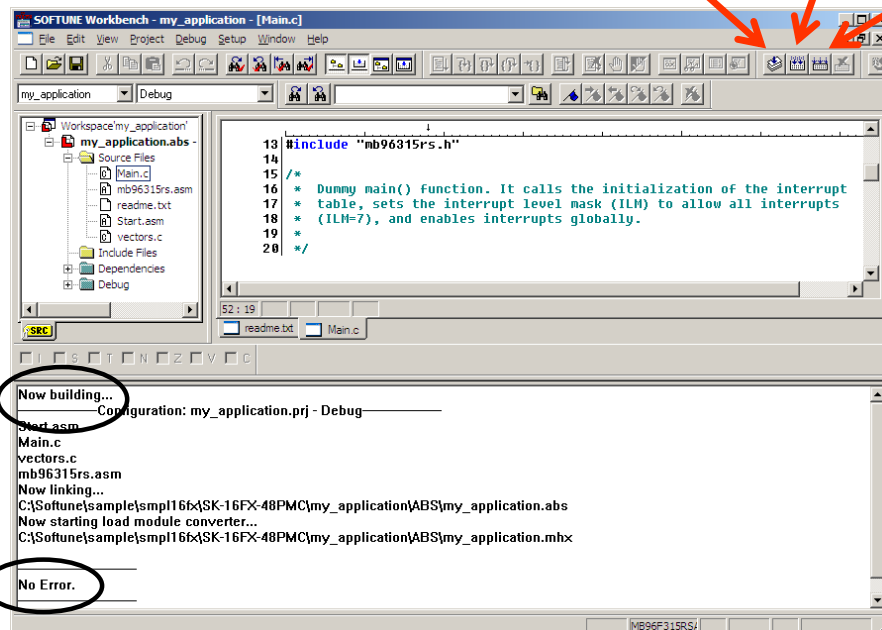 SOFTUNE Workbench - my_application - [Main.c]
File Edit View Project Debug Setup Window Help
my_application Debug
Workspace'my_application'
my_application.abs -
Source Files
Main.c
mb96315rs.asm
readme.txt
Start.asm
vectors.c
Include Files
Dependencies
Debug
SRC
13 #include "mb96315rs.h"
14
15 /*
16 * Dummy main() function. It calls the initialization of the interrupt
17 * table, sets the interrupt level mask (ILM) to allow all interrupts
18 * (ILM=7), and enables interrupts globally.
19 *
20 */
52 : 19
readme.txt Main.c
I S T N Z V C
Now building...
Configuration: my_application.prj - Debug
Start.asm
Main.c
vectors.c
mb96315rs.asm
Now linking...
C:\Softune\sample\smpl16fx\SK-16FX-48PMC\my_application\ABS\my_application.abs
Now starting load module converter...
C:\Softune\sample\smpl16fx\SK-16FX-48PMC\my_application\ABS\my_application.mhx
No Error.
MB96F315RSA